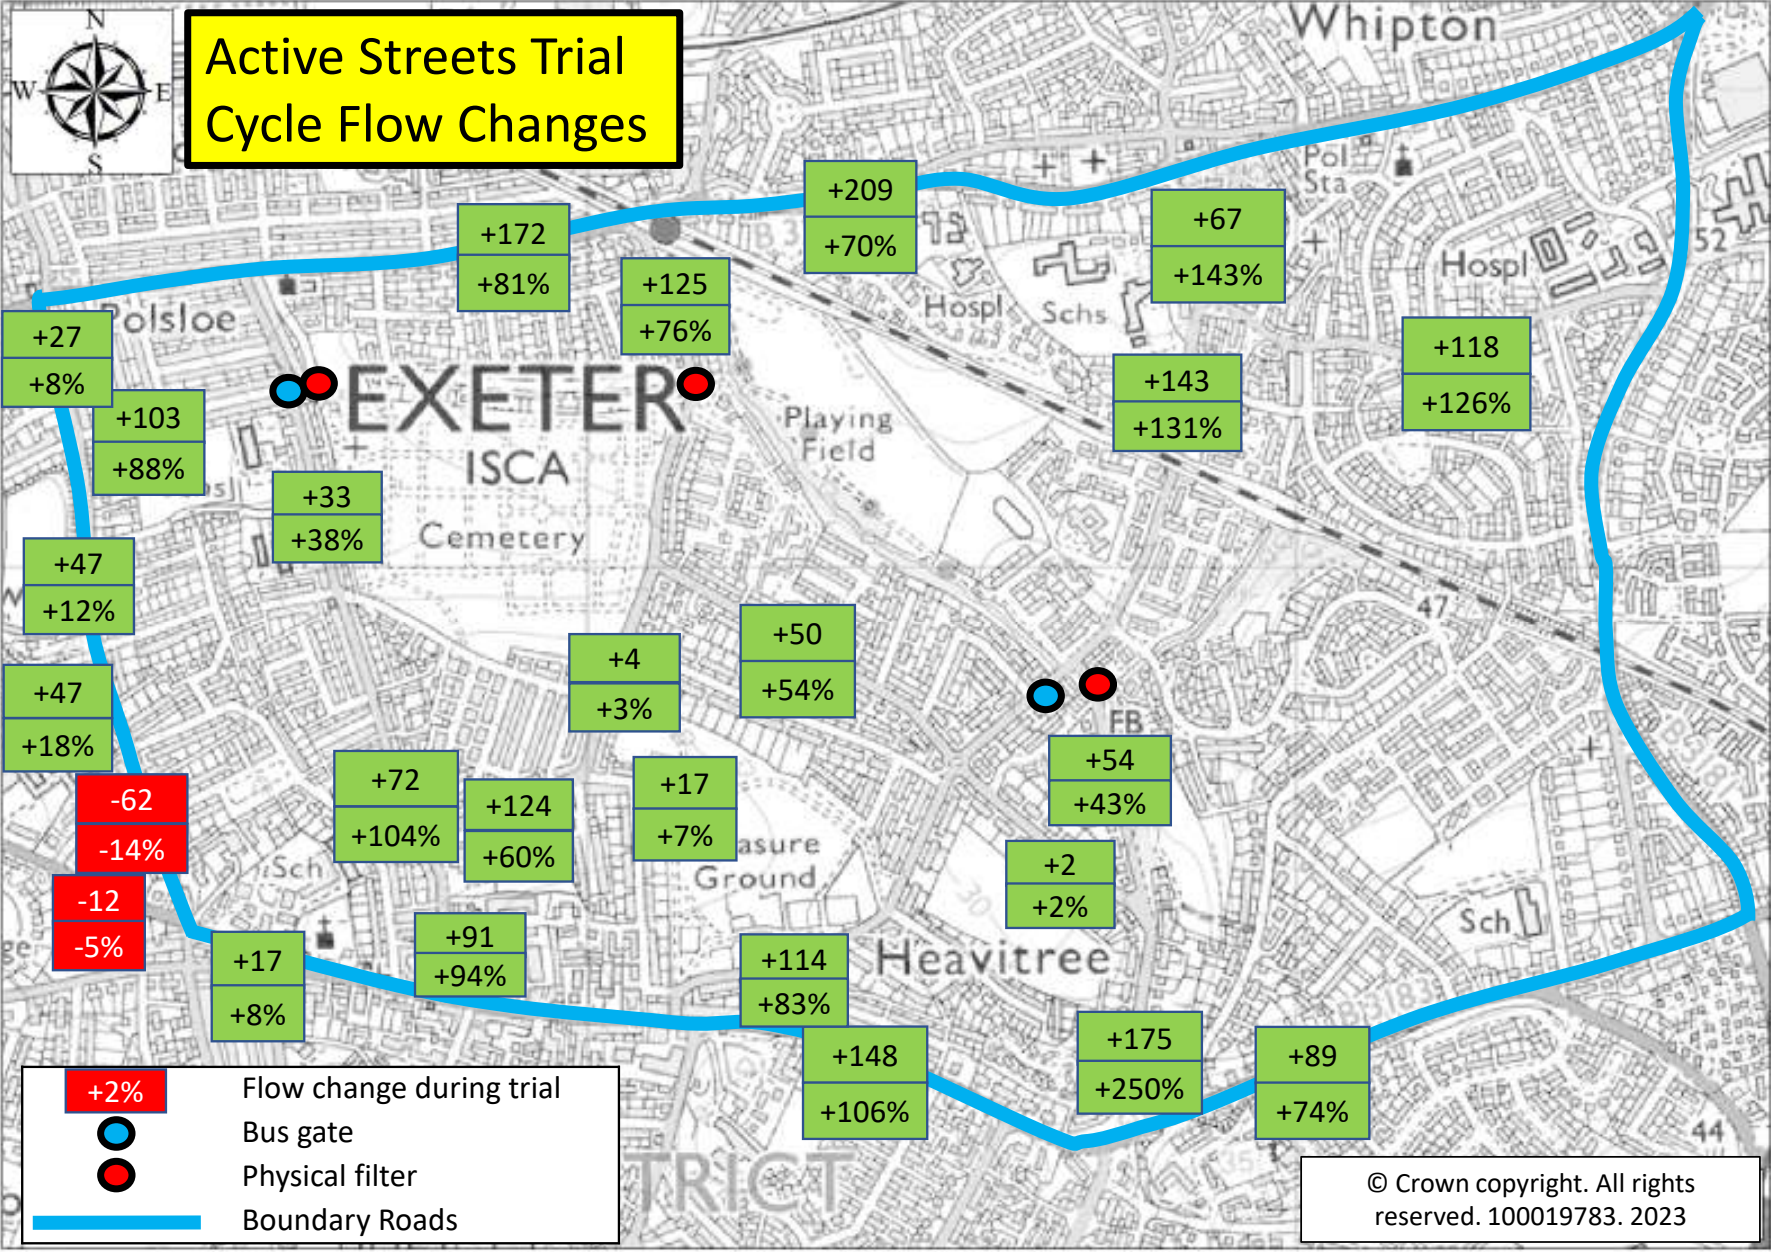 N
W
E
S
Active Streets Trial
Cycle Flow Changes
Whipton
Pol
Sta
+209
+70%
+67
+143%
+172
+81%
52
Hospl
+125
+76%
Hospl
Schs
Polsloe
+27
+8%
+118
+126%
EXETER
ISCA
+143
+131%
+103
+88%
Playing
Field
+33
+38%
Cemetery
+47
+12%
47
+50
+54%
+4
+3%
+47
+18%
FB
+54
+43%
-62
-14%
+72
+104%
+124
+60%
+17
+7%
asure
Ground
Sch
+2
+2%
-12
-5%
Sch
+17
+8%
+91
+94%
+114
+83%
Heavitree
+148
+106%
+175
+250%
+89
+74%
44
TRICT
+2% Flow change during trial
Bus gate
Physical filter
Boundary Roads
© Crown copyright. All rights
reserved. 100019783. 2023